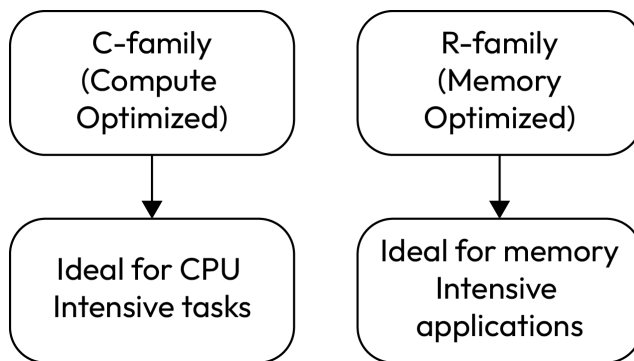 C-family
(Compute
Optimized)
R-family
(Memory
Optimized)
Ideal for CPU
Intensive tasks
Ideal for memory
Intensive
applications